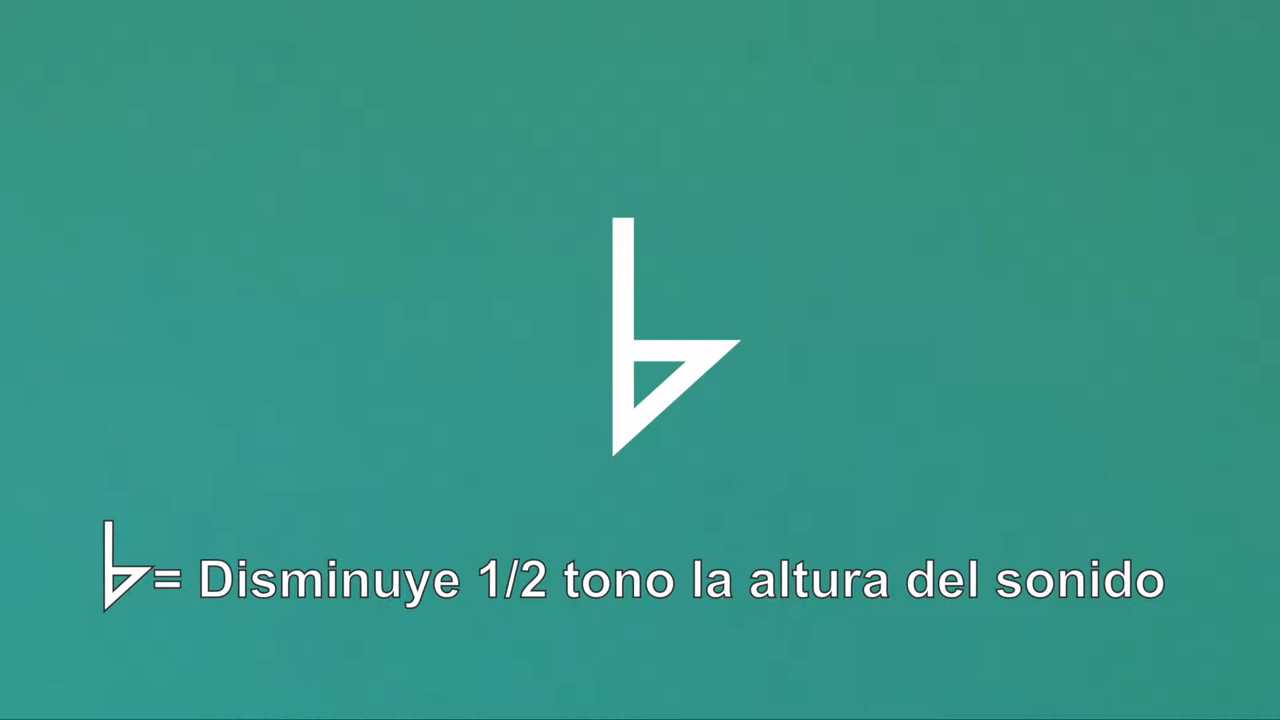 ♭
♭= Disminuye 1/2 tono la altura del sonido